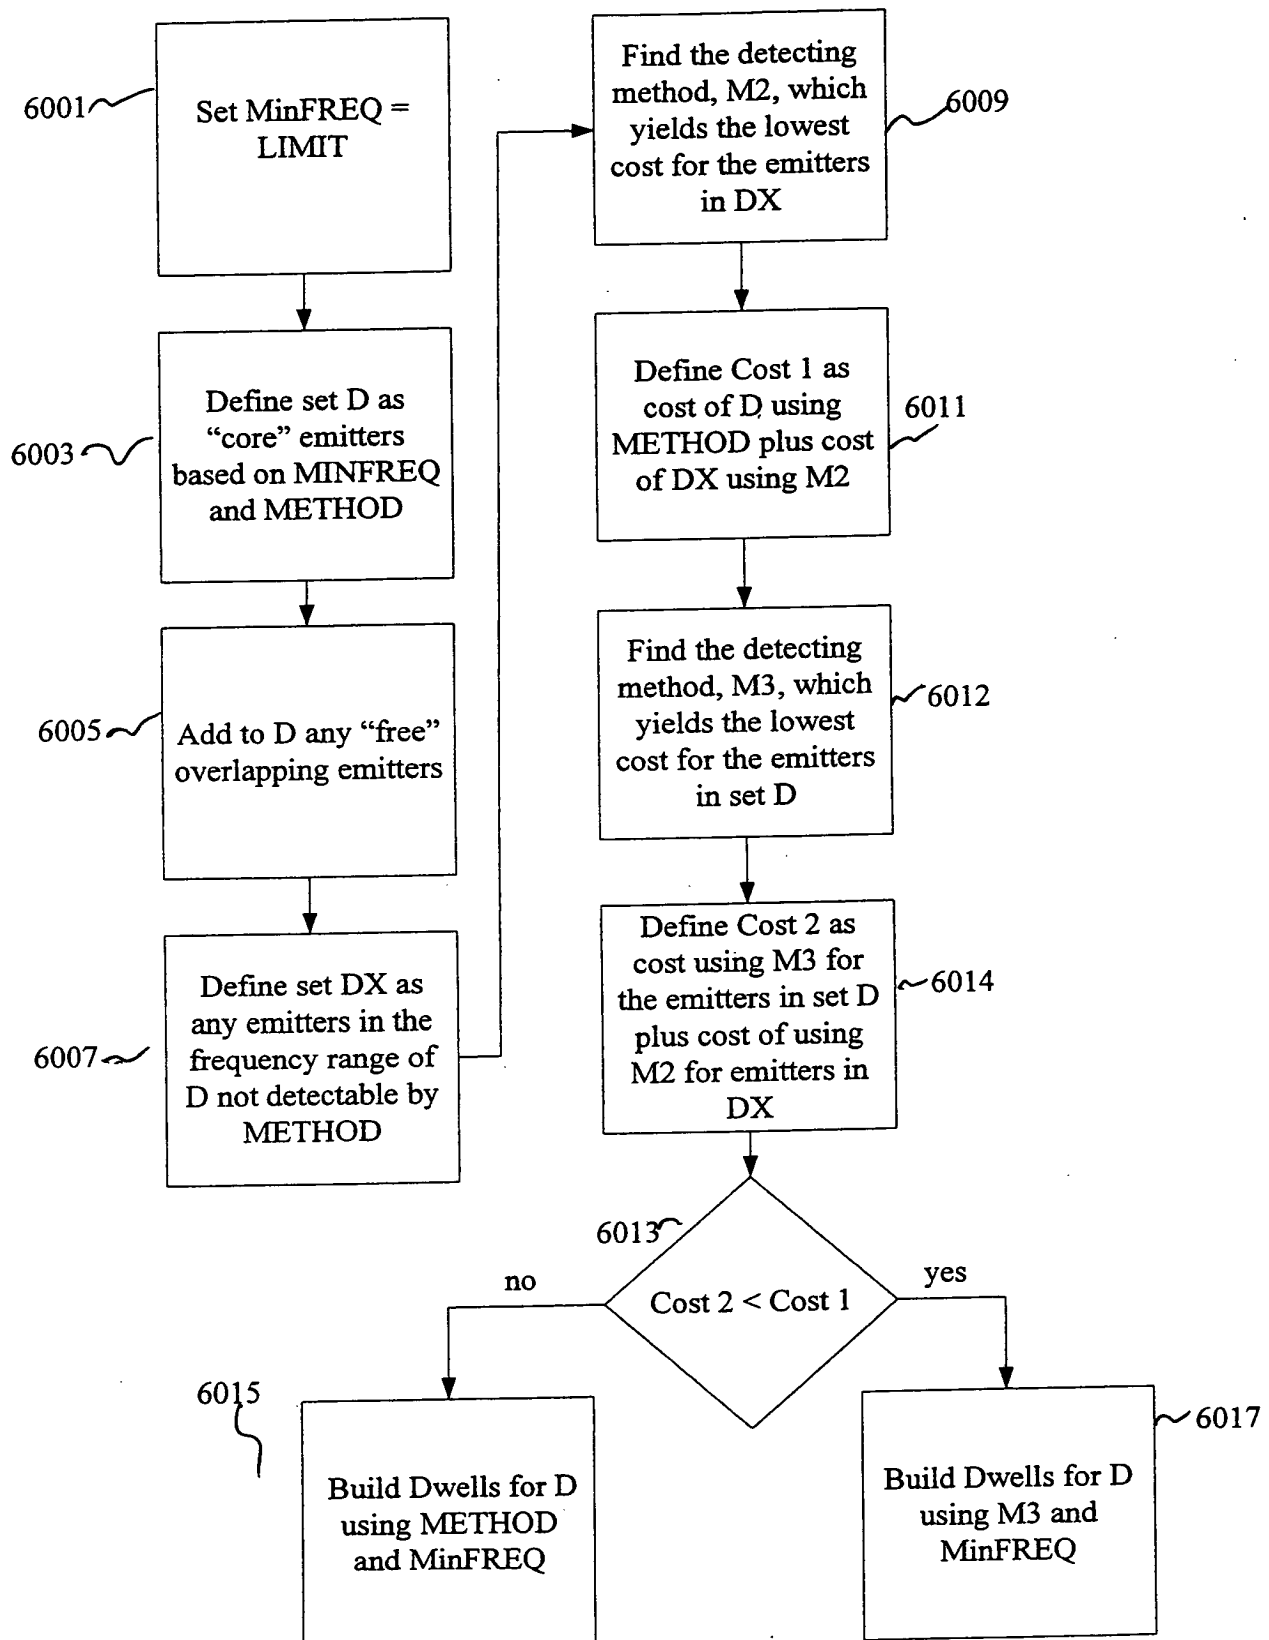 6001
Set MinFREQ =
LIMIT
6003
Define set D as
“core” emitters
based on MINFREQ
and METHOD
6005
Add to D any “free”
overlapping emitters
6007
Define set DX as
any emitters in the
frequency range of
D not detectable by
METHOD
Find the detecting
method, M2, which
yields the lowest
cost for the emitters
in DX
6009
Define Cost 1 as
cost of D using
METHOD plus cost
of DX using M2
6011
Find the detecting
method, M3, which
yields the lowest
cost for the emitters
in set D
6012
Define Cost 2 as
cost using M3 for
the emitters in set D
plus cost of using
M2 for emitters in
DX
6014
6013
Cost 2 < Cost 1
no
yes
6015
Build Dwells for D
using METHOD
and MinFREQ
6017
Build Dwells for D
using M3 and
MinFREQ